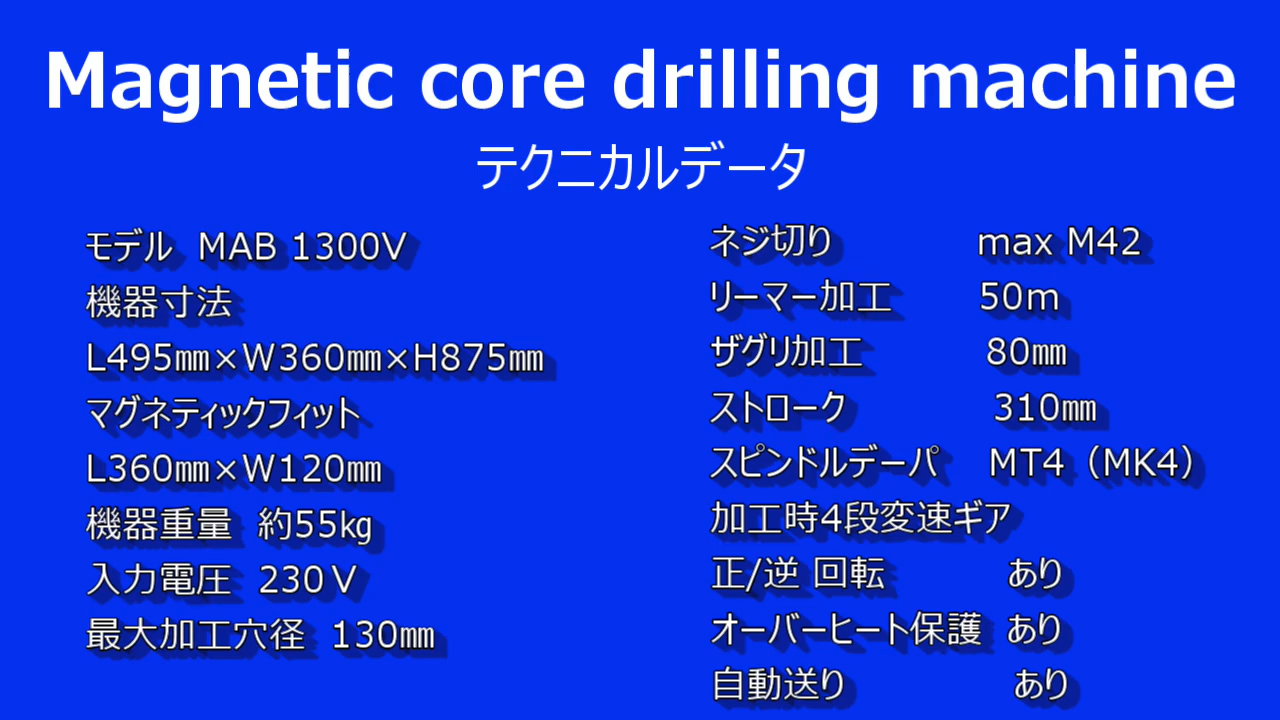 Magnetic core drilling machine
テクニカルデータ
モデル MAB 1300V
機器寸法
L495㎜×W360㎜×H875㎜
マグネティックフィット
L360㎜×W120㎜
機器重量 約55㎏
入力電圧 230V
最大加工穴径 130㎜
ネジ切り max M42
リーマー加工 50m
ザグリ加工 80㎜
ストローク 310㎜
スピンドルデーパ MT4（MK4）
加工時4段変速ギア
正/逆 回転 あり
オーバーヒート保護 あり
自動送り あり